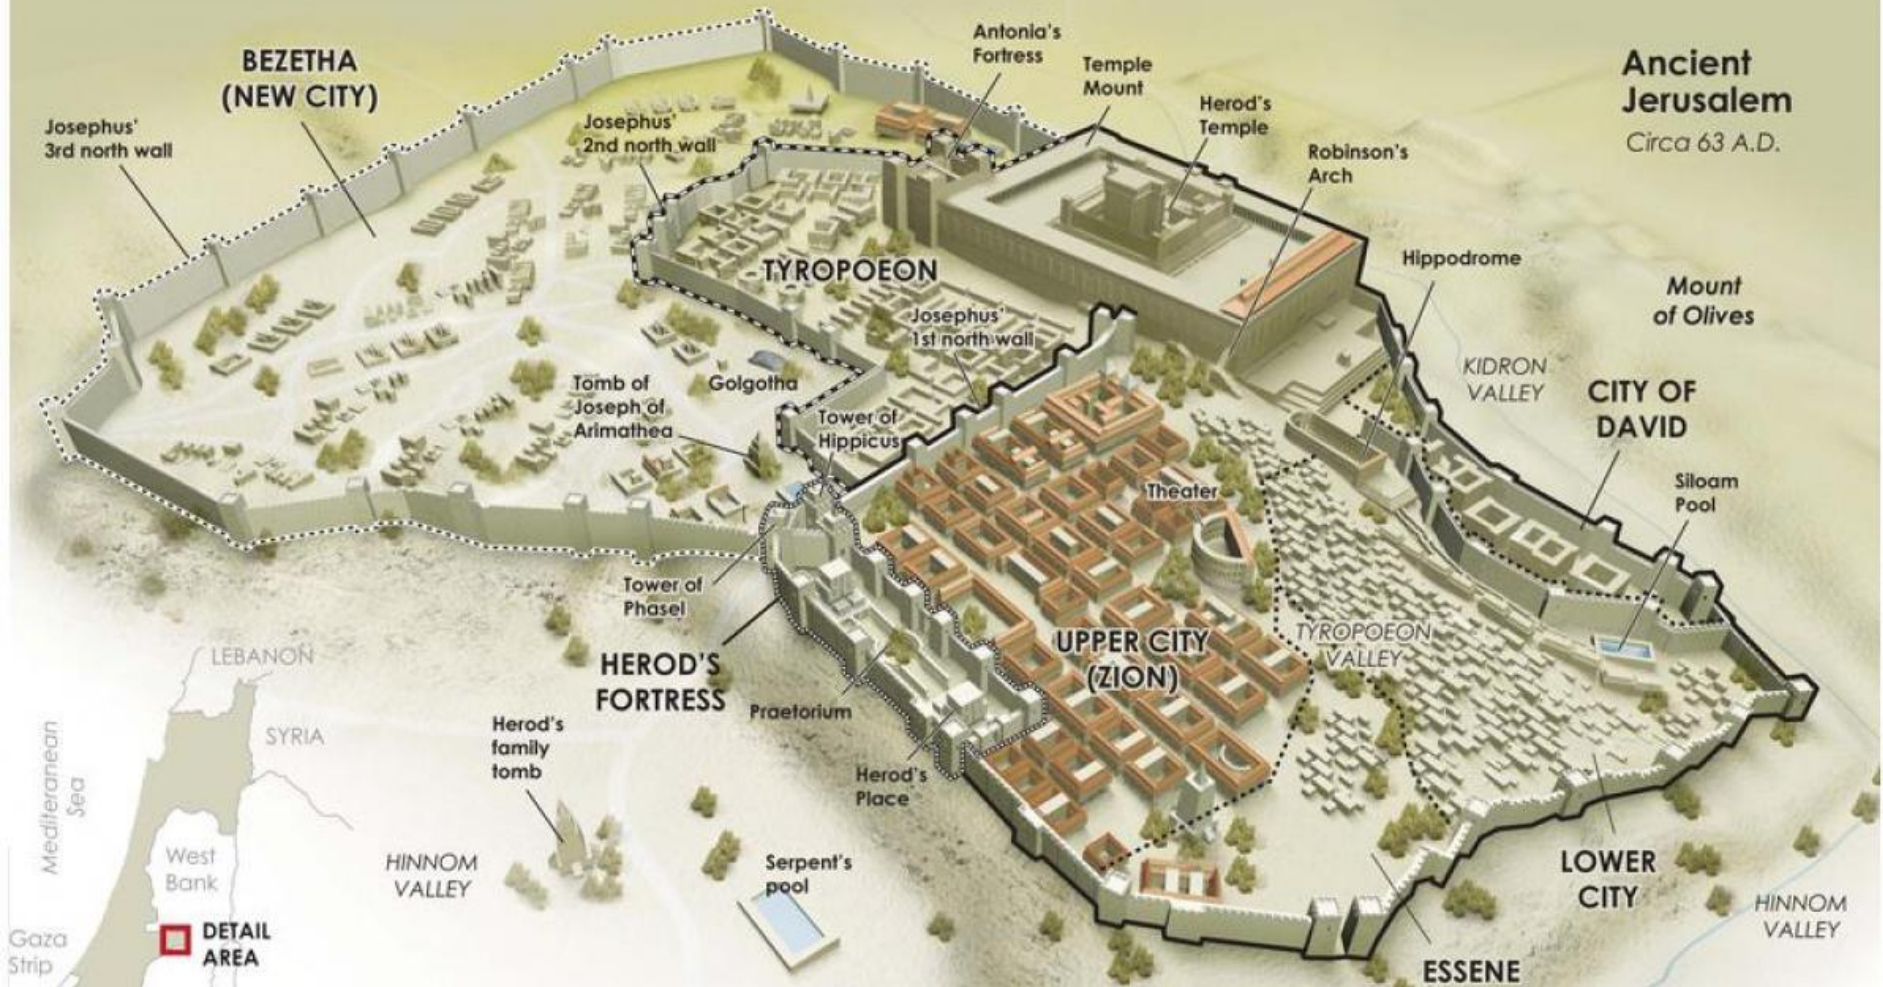 BEZETHA
(NEW CITY)
Antonia's
Fortress
Temple
Mount
Herod's
Temple
Ancient
Jerusalem
Circa 63 A.D.
Josephus'
3rd north wall
Josephus'
2nd north wall
Robinson's
Arch
TYROPOEON
Hippodrome
Mount
of Olives
Josephus'
1st north wall
KIDRON
VALLEY
CITY OF
DAVID
Tomb of
Joseph of
Arimathea
Golgotha
Tower of
Hippicus
Theater
Siloam
Pool
Tower of
Phasel
HEROD'S
FORTRESS
UPPER CITY
(ZION)
TYROPOEON
VALLEY
LEBANON
SYRIA
Mediteranean
Sea
Praetorium
Herod's
family
tomb
Herod's
Place
West
Bank
HINNOM
VALLEY
Serpent's
pool
LOWER
CITY
HINNOM
VALLEY
Gaza
Strip
DETAIL
AREA
ESSENE